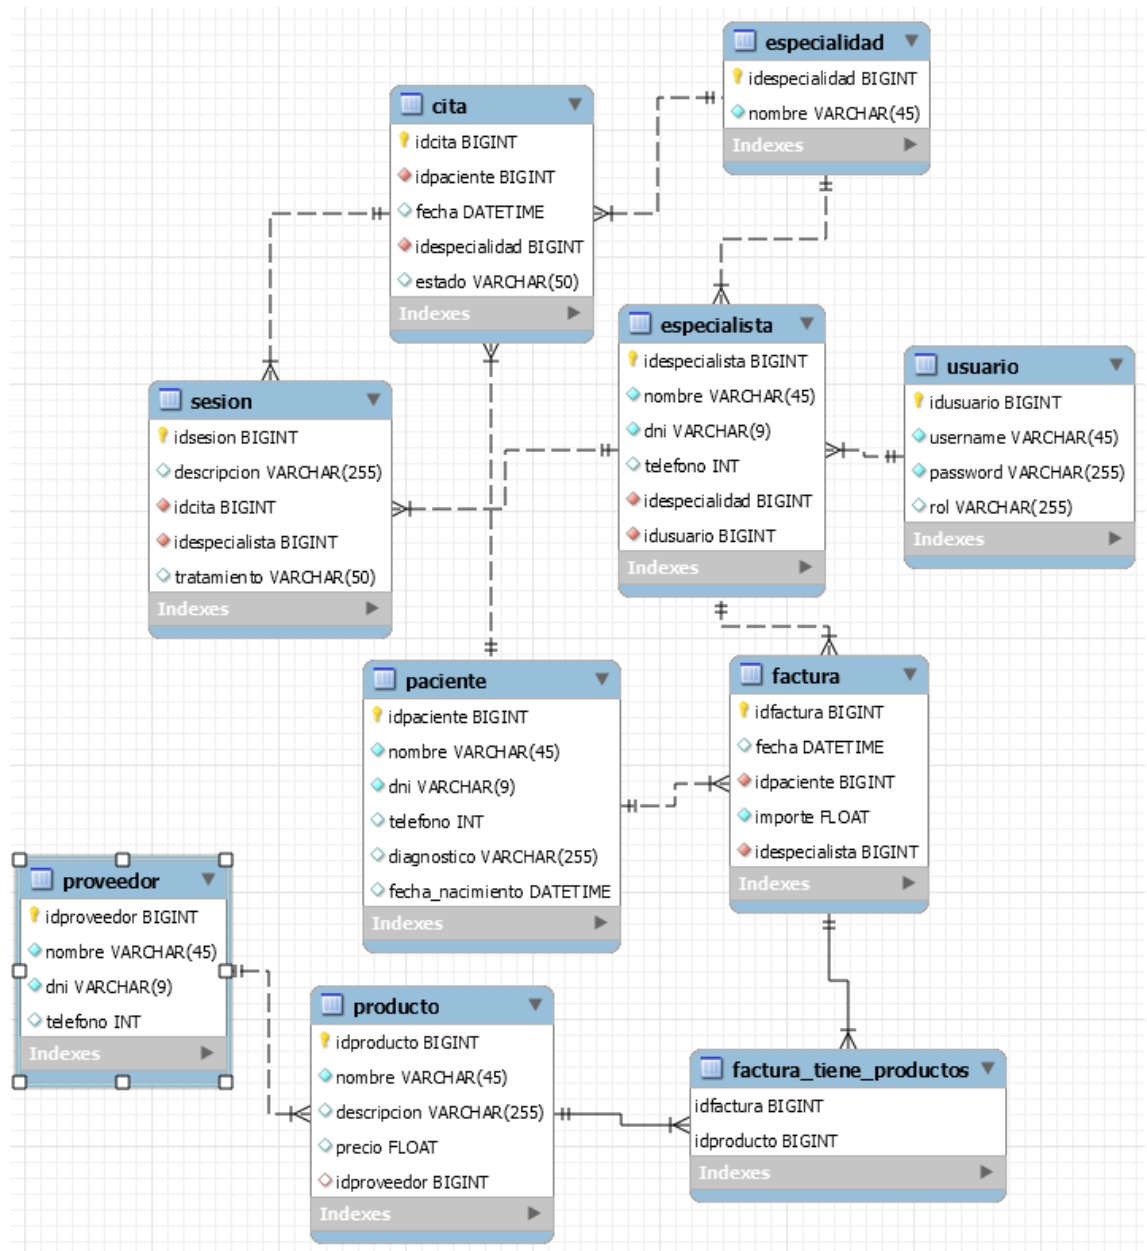 especialidad
idespecialidad BIGINT
nombre VARCHAR(45)
Indexes
cita
idcita BIGINT
idpaciente BIGINT
fecha DATETIME
idespecialidad BIGINT
estado VARCHAR(50)
Indexes
especialista
idespecialista BIGINT
nombre VARCHAR(45)
dni VARCHAR(9)
telefono INT
idespecialidad BIGINT
idusuario BIGINT
Indexes
usuario
idusuario BIGINT
username VARCHAR(45)
password VARCHAR(255)
rol VARCHAR(255)
Indexes
sesion
idsesion BIGINT
descripcion VARCHAR(255)
idcita BIGINT
idespecialista BIGINT
tratamiento VARCHAR(50)
Indexes
paciente
idpaciente BIGINT
nombre VARCHAR(45)
dni VARCHAR(9)
telefono INT
diagnostico VARCHAR(255)
fecha_nacimiento DATETIME
Indexes
factura
idfactura BIGINT
fecha DATETIME
idpaciente BIGINT
importe FLOAT
idespecialista BIGINT
Indexes
proveedor
idproveedor BIGINT
nombre VARCHAR(45)
dni VARCHAR(9)
telefono INT
Indexes
producto
idproducto BIGINT
nombre VARCHAR(45)
descripcion VARCHAR(255)
precio FLOAT
idproveedor BIGINT
Indexes
factura_tiene_productos
idfactura BIGINT
idproducto BIGINT
Indexes